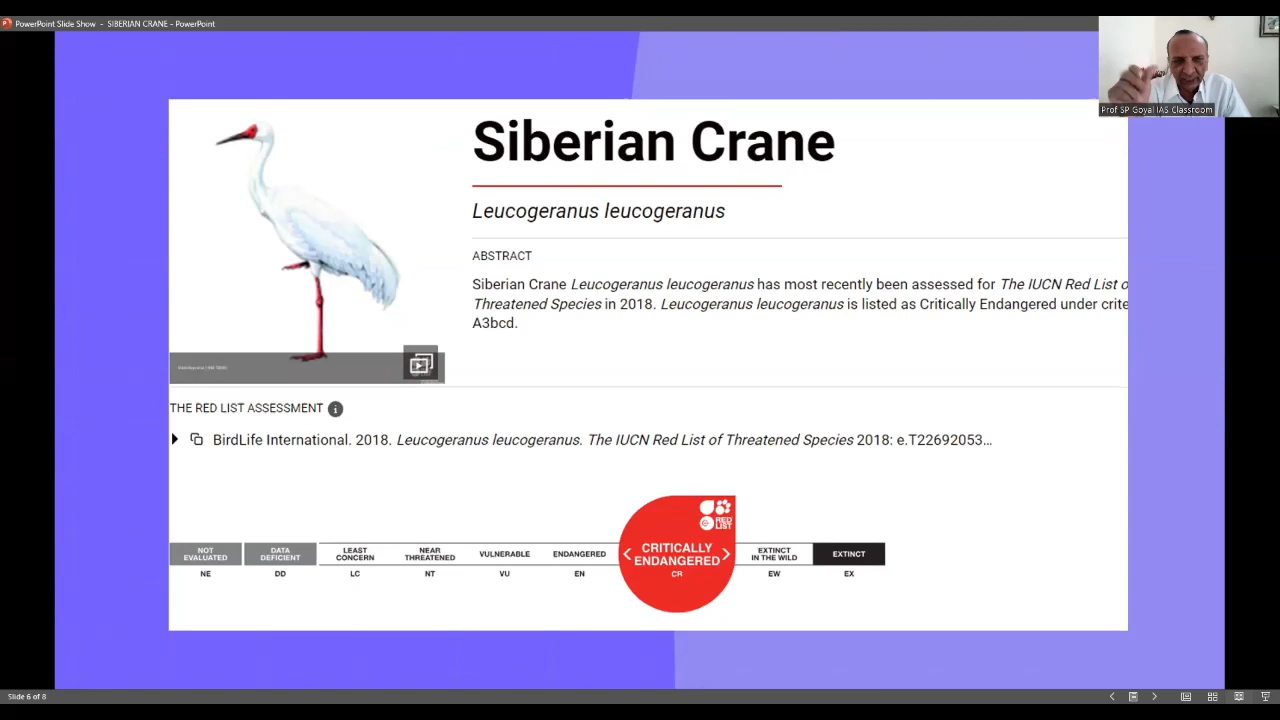 PowerPoint Slide Show - SIBERIAN CRANE - PowerPoint
Prof SP Goyal IAS Classroom
Siberian Crane
Leucogeranus leucogeranus
ABSTRACT
Siberian Crane Leucogeranus leucogeranus has most recently been assessed for The IUCN Red List o
Threatened Species in 2018. Leucogeranus leucogeranus is listed as Critically Endangered under crite
A3bcd.
THE RED LIST ASSESSMENT i
BirdLife International. 2018. Leucogeranus leucogeranus. The IUCN Red List of Threatened Species 2018: e.T22692053...
RED
LIST
NOT
EVALUATED
NE
DATA
DEFICIENT
DD
LEAST
CONCERN
LC
NEAR
THREATENED
NT
VULNERABLE
VU
ENDANGERED
EN
< CRITICALLY >
ENDANGERED
CR
EXTINCT
IN THE WILD
EW
EXTINCT
EX
Slide 6 of 8